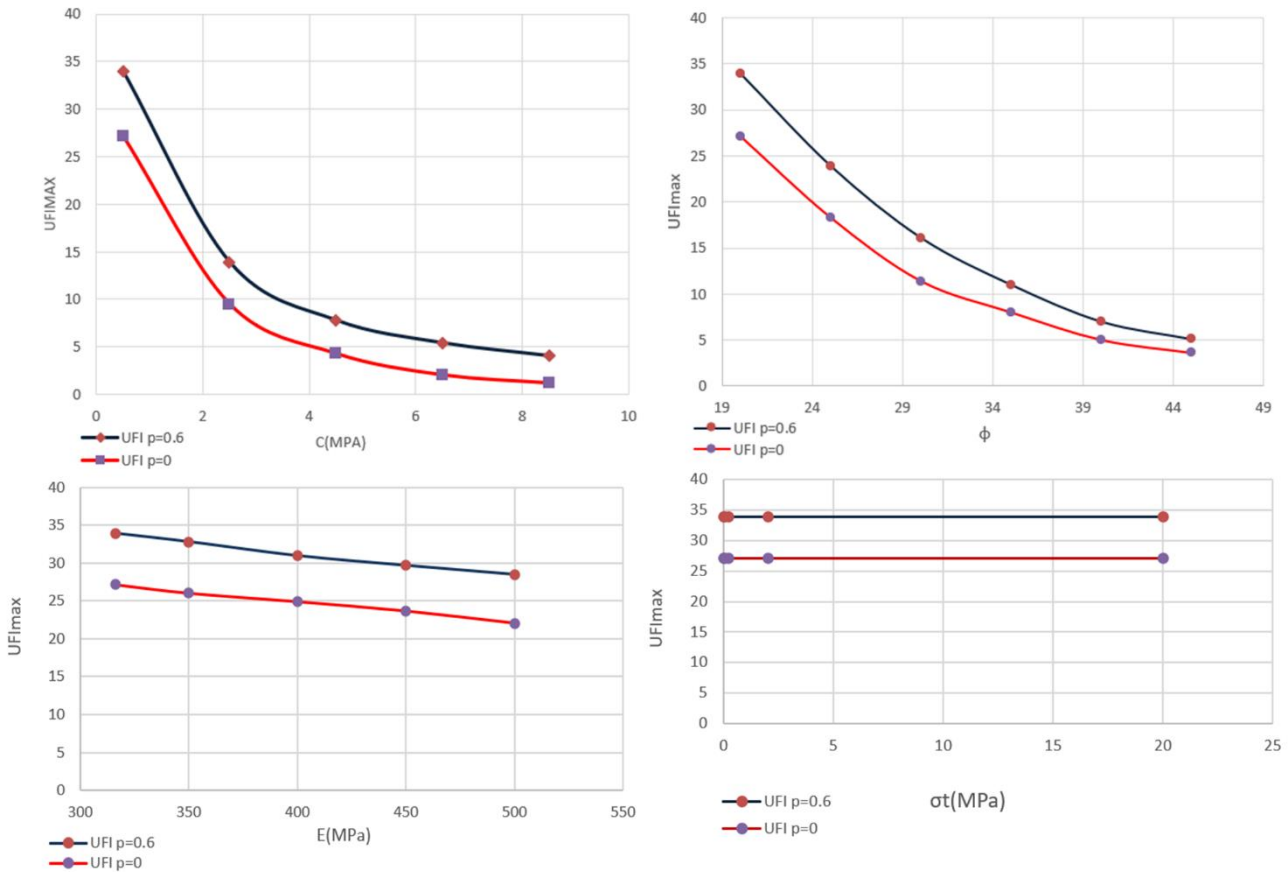 40
35
30
25
20
15
10
5
0
UFIMAX
0 2 4 6 8 10
C(MPA)
UFI p=0.6
UFI p=0
40
35
30
25
20
15
10
5
0
UFImax
19 24 29 34 39 44 49
ϕ
UFI p=0.6
UFI p=0
40
35
30
25
20
15
10
5
0
UFImax
300 350 400 450 500 550
E(MPa)
UFI p=0.6
UFI p=0
40
35
30
25
20
15
10
5
0
UFImax
0 5 10 15 20 25
σt(MPa)
UFI p=0.6
UFI p=0